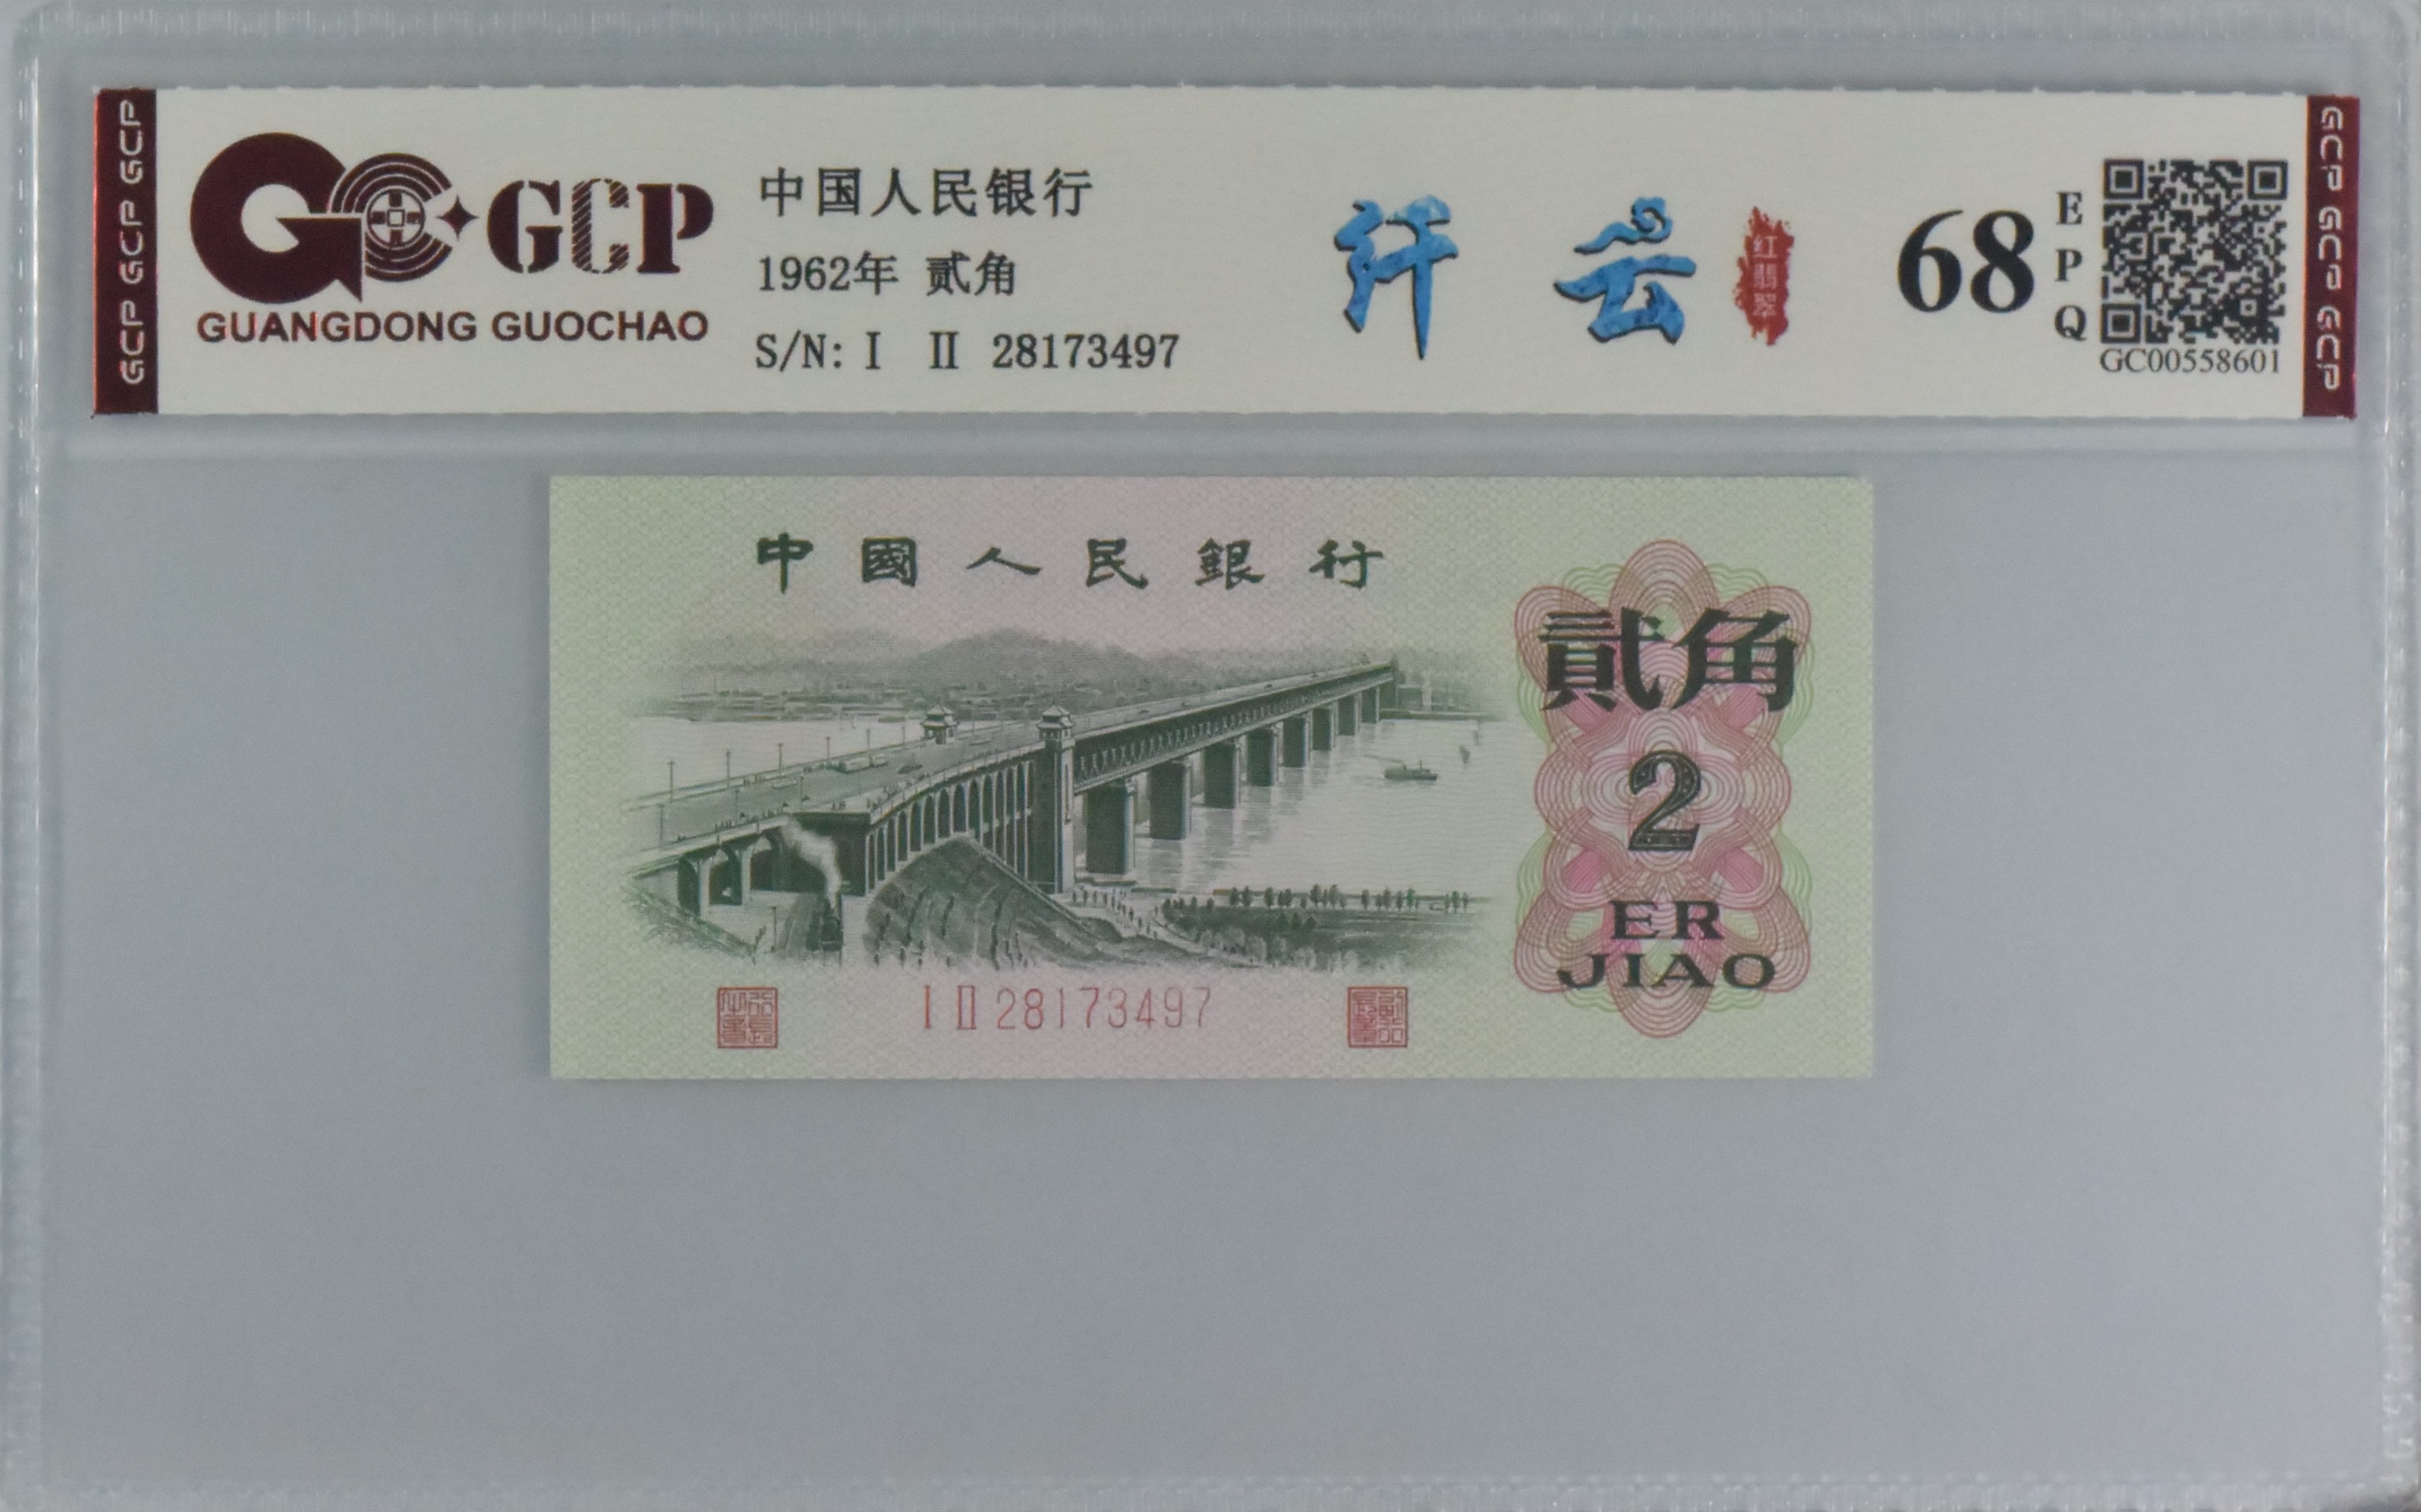 GCP GCP GCP
GCP
GUANGDONG GUOCHAO
中国人民银行
1962年 贰角
S/N: I II 28173497
纤云
红翡翠
68
EPQ
GC00558601
GCP GCP GCP
中國人民銀行
貳角
2
ER
JIAO
I II 28173497